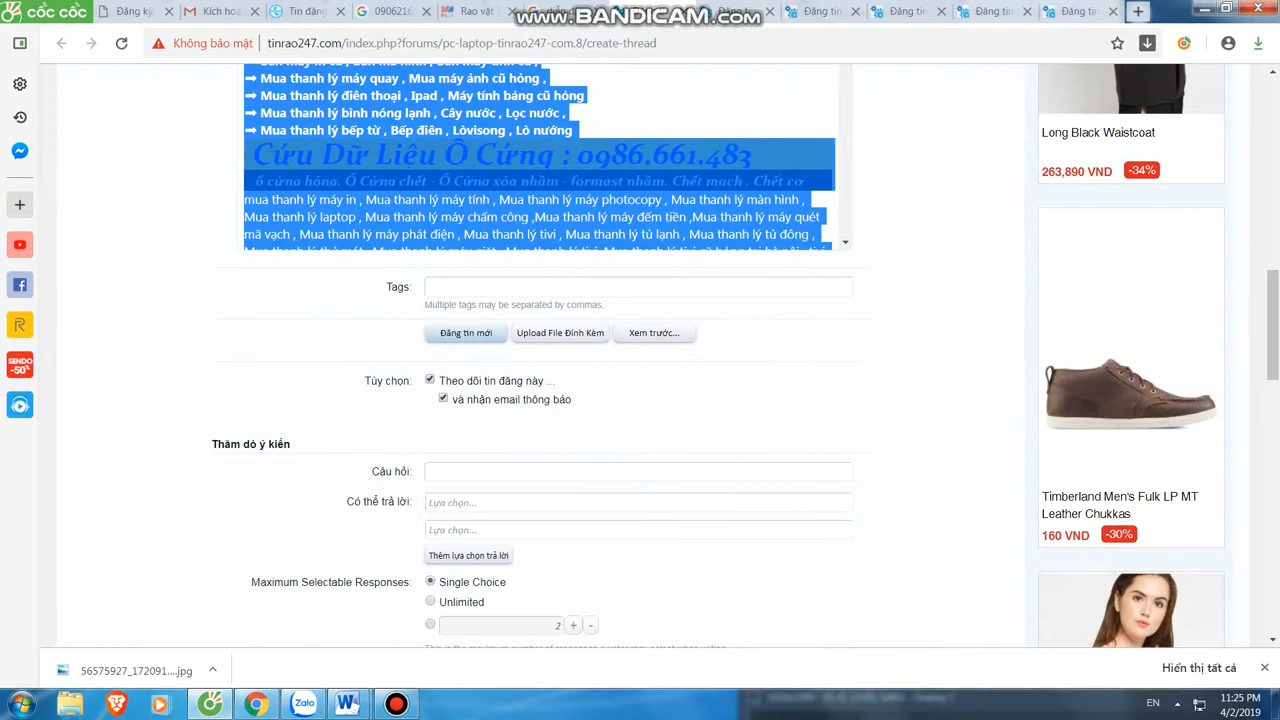 www.BANDICAM.com
cốc cốc
Đăng ký
Kích hoạ
Tin đăng
0906216
kẹo vật
Đăng tin
Đăng tin
Đăng tin
Đăng tin
Không bảo mật
tinrao247.com/index.php?forums/pc-laptop-tinrao247-com.8/create-thread
➡ Mua thanh lý máy quay , Mua máy ảnh cũ hỏng ,
➡ Mua thanh lý điện thoại , Ipad , Máy tính bảng cũ hỏng
➡ Mua thanh lý bình nóng lạnh , Cây nước , Lọc nước ,
➡ Mua thanh lý bếp từ , Bếp điện , Lòvisong , Lò nướng
Cứu Dữ Liệu Ổ Cứng : 0986.661.483
ổ cứng hỏng. Ổ Cứng chết - Ổ Cứng xóa nhầm - formast nhầm. Chết mạch . Chết cơ
mua thanh lý máy in , Mua thanh lý máy tính , Mua thanh lý máy photocopy , Mua thanh lý màn hình ,
Mua thanh lý laptop , Mua thanh lý máy chấm công ,Mua thanh lý máy đếm tiền ,Mua thanh lý máy quét
mã vạch , Mua thanh lý máy phát điện , Mua thanh lý tivi , Mua thanh lý tủ lạnh , Mua thanh lý tủ đông ,
Tags:
Multiple tags may be separated by commas.
Đăng tin mới
Upload File Đính Kèm
Xem trước...
Tùy chọn:
Theo dõi tin đăng này ...
và nhận email thông báo
Thăm dò ý kiến
Câu hỏi:
Có thể trả lời:
Lựa chọn...
Lựa chọn...
Thêm lựa chọn trả lời
Maximum Selectable Responses:
Single Choice
Unlimited
2
+
-
Long Black Waistcoat
263,890 VND
-34%
Timberland Men's Fulk LP MT
Leather Chukkas
160 VND
-30%
SENDO
-50%
56575927_172091....jpg
Hiển thị tất cả
Zalo
EN
11:25 PM
4/2/2019